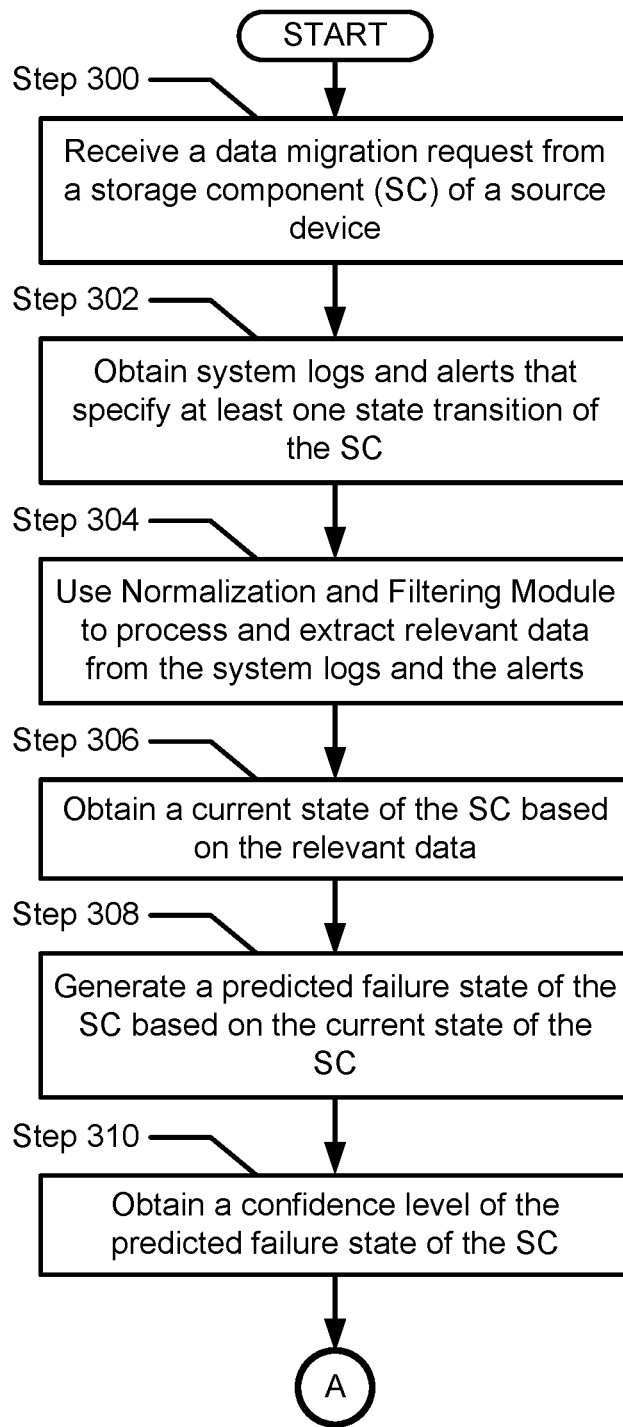 START
Step 300
Receive a data migration request from
a storage component (SC) of a source
device
Step 302
Obtain system logs and alerts that
specify at least one state transition of
the SC
Step 304
Use Normalization and Filtering Module
to process and extract relevant data
from the system logs and the alerts
Step 306
Obtain a current state of the SC based
on the relevant data
Step 308
Generate a predicted failure state of the
SC based on the current state of the
SC
Step 310
Obtain a confidence level of the
predicted failure state of the SC
A